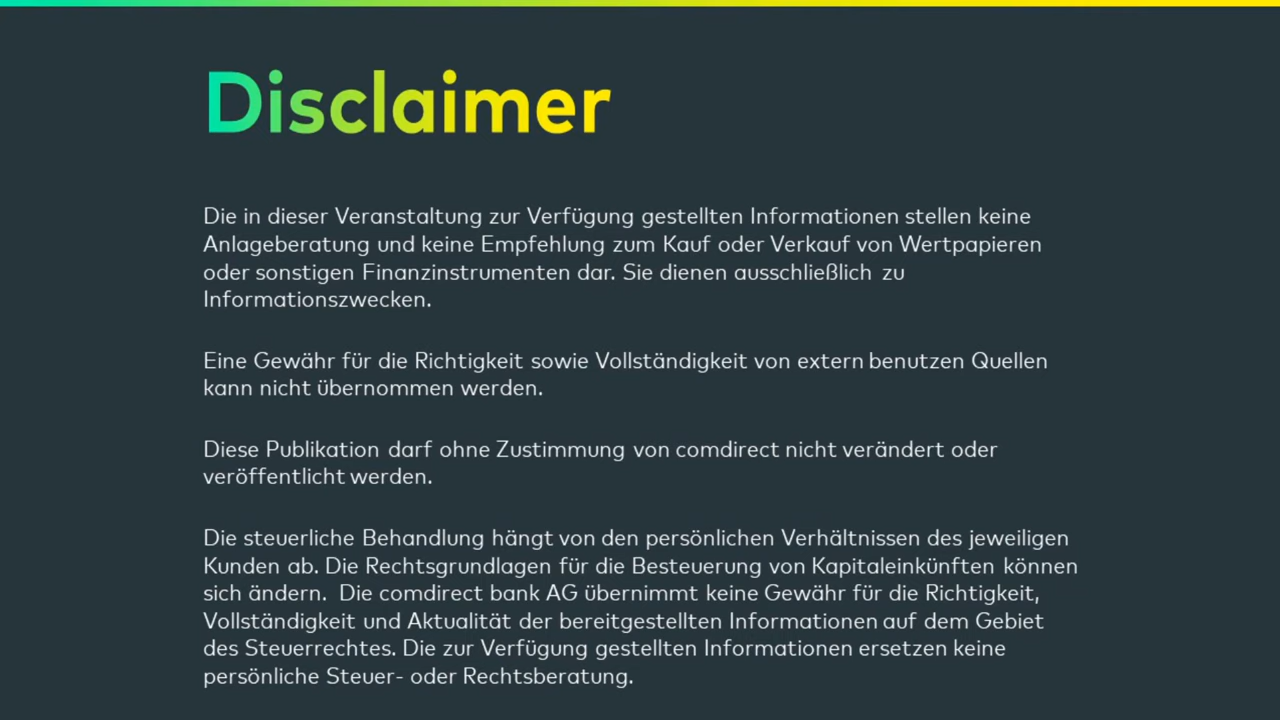 Disclaimer
Die in dieser Veranstaltung zur Verfügung gestellten Informationen stellen keine
Anlageberatung und keine Empfehlung zum Kauf oder Verkauf von Wertpapieren
oder sonstigen Finanzinstrumenten dar. Sie dienen ausschließlich zu
Informationszwecken.
Eine Gewähr für die Richtigkeit sowie Vollständigkeit von extern benutzen Quellen
kann nicht übernommen werden.
Diese Publikation darf ohne Zustimmung von comdirect nicht verändert oder
veröffentlicht werden.
Die steuerliche Behandlung hängt von den persönlichen Verhältnissen des jeweiligen
Kunden ab. Die Rechtsgrundlagen für die Besteuerung von Kapitaleinkünften können
sich ändern. Die comdirect bank AG übernimmt keine Gewähr für die Richtigkeit,
Vollständigkeit und Aktualität der bereitgestellten Informationen auf dem Gebiet
des Steuerrechtes. Die zur Verfügung gestellten Informationen ersetzen keine
persönliche Steuer- oder Rechtsberatung.